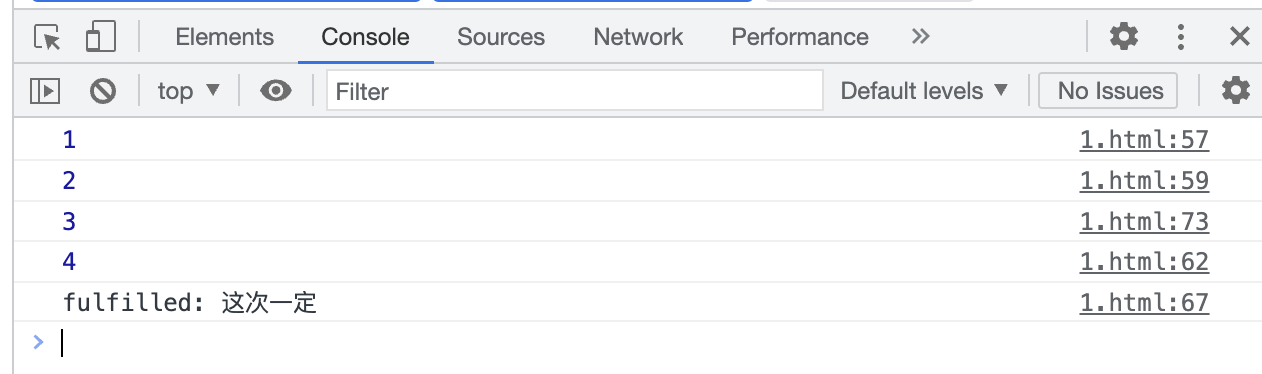 Elements Console Sources Network Performance »
top ▼ Filter Default levels ▼ No Issues
1 1.html:57
2 1.html:59
3 1.html:73
4 1.html:62
fulfilled: 这次一定 1.html:67
>